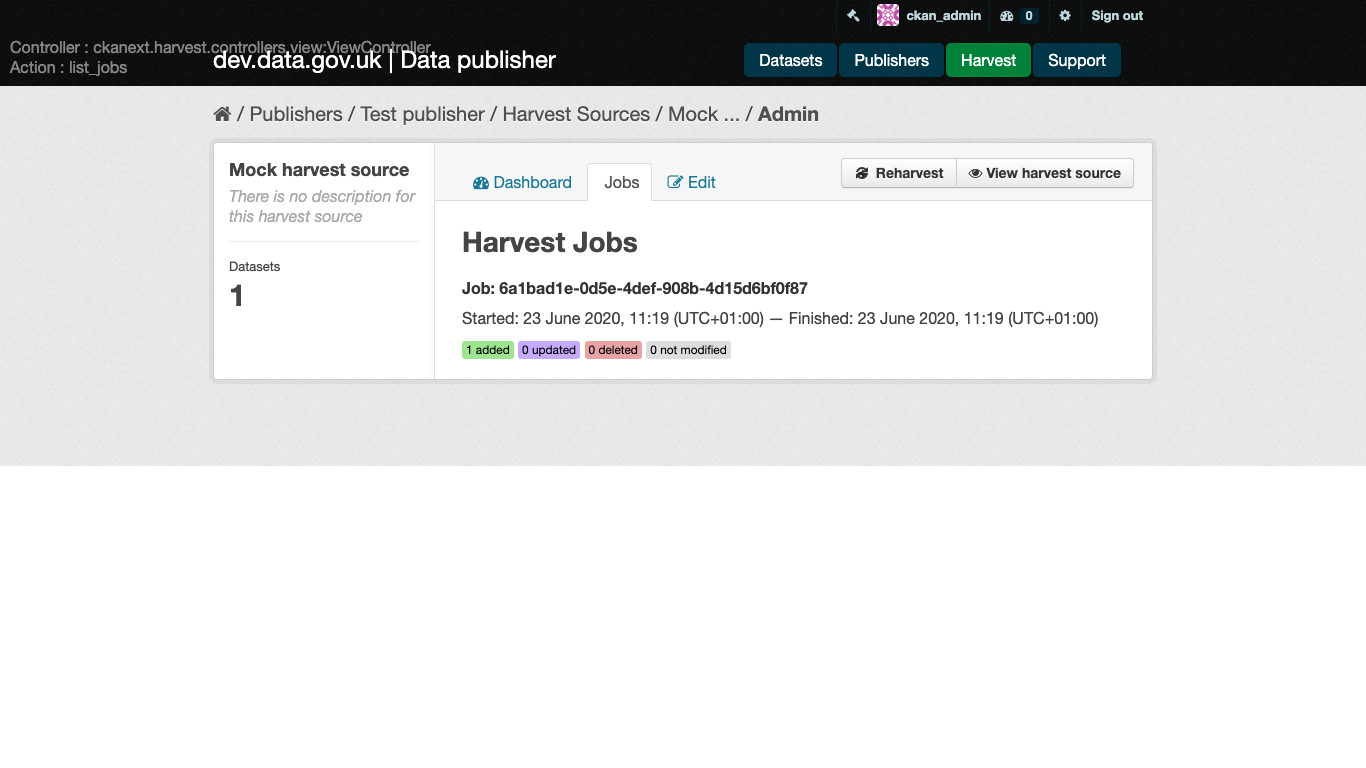 ckan_admin 0 Sign out
Controller : ckanext.harvest.controllers.view:ViewController
Action : list_jobs
dev.data.gov.uk | Data publisher
Datasets Publishers Harvest Support
/ Publishers / Test publisher / Harvest Sources / Mock ... / Admin
Mock harvest source
There is no description for
this harvest source
Datasets
1
Dashboard Jobs Edit
Reharvest View harvest source
Harvest Jobs
Job: 6a1bad1e-0d5e-4def-908b-4d15d6bf0f87
Started: 23 June 2020, 11:19 (UTC+01:00) — Finished: 23 June 2020, 11:19 (UTC+01:00)
1 added 0 updated 0 deleted 0 not modified